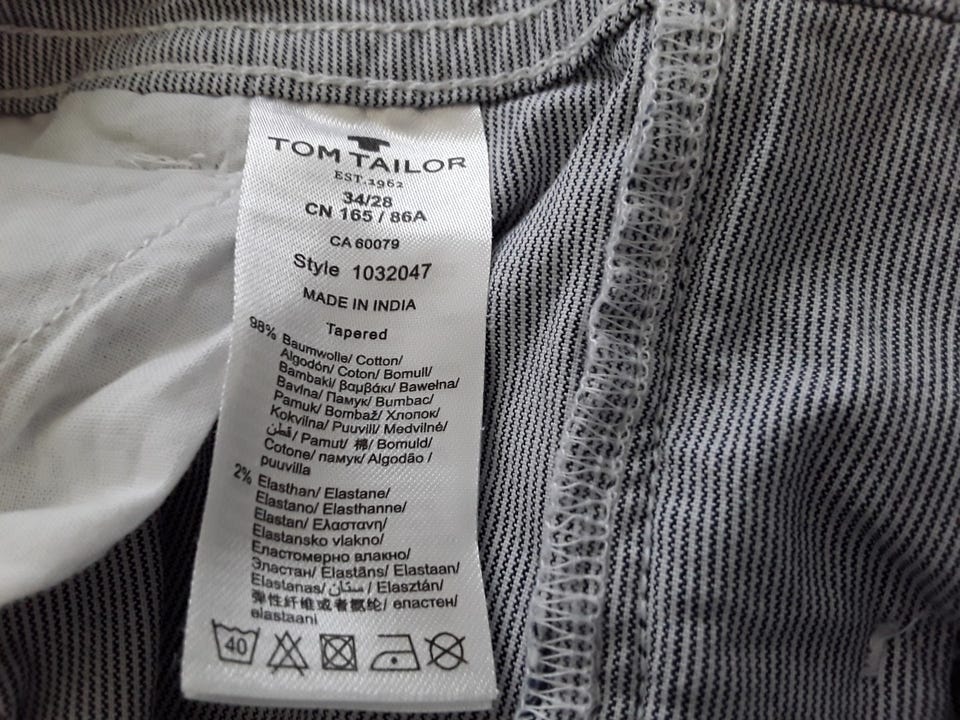 TOM TAILOR
EST.1962
34/28
CN 165 / 86A
CA 60079
Style 1032047
MADE IN INDIA
Tapered
98% Baumwolle/ Cotton/
Algodón/ Coton/ Bomull/
Bambaki/ βαμβάκι/ Bawełna/
Bavlna/ Памук/ Bumbac/
Pamuk/ Bombaž/ Хлопок/
Kokvilna/ Puuvill/ Medvilné/
قطن/ Pamut/ 棉/ Bomuld/
Cotone/ памук/ Algodão /
puuvilla
2% Elasthan/ Elastane/
Elastano/ Elasthanne/
Elastan/ Ελαστανη/
Elastansko vlakno/
Еластомерно влакно/
Эластан/ Elastāns/ Elastaan/
Elastanas/ ستان/ Elasztán/
弹性纤维或者氨纶/ еластен/
elastaani
40